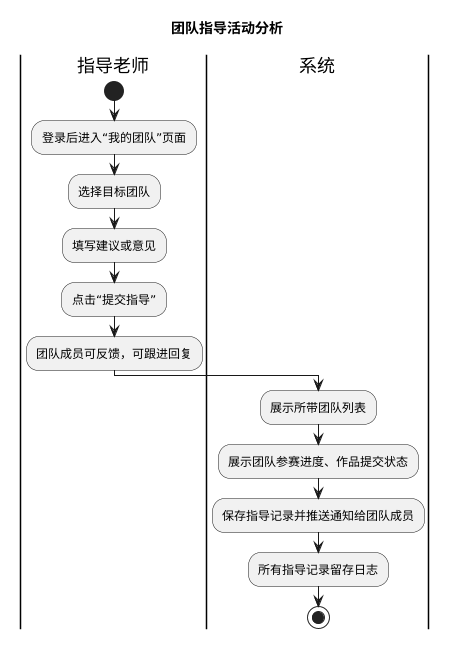 团队指导活动分析
指导老师
系统
登录后进入“我的团队”页面
选择目标团队
填写建议或意见
点击“提交指导”
团队成员可反馈，可跟进回复
展示所带团队列表
展示团队参赛进度、作品提交状态
保存指导记录并推送通知给团队成员
所有指导记录留存日志